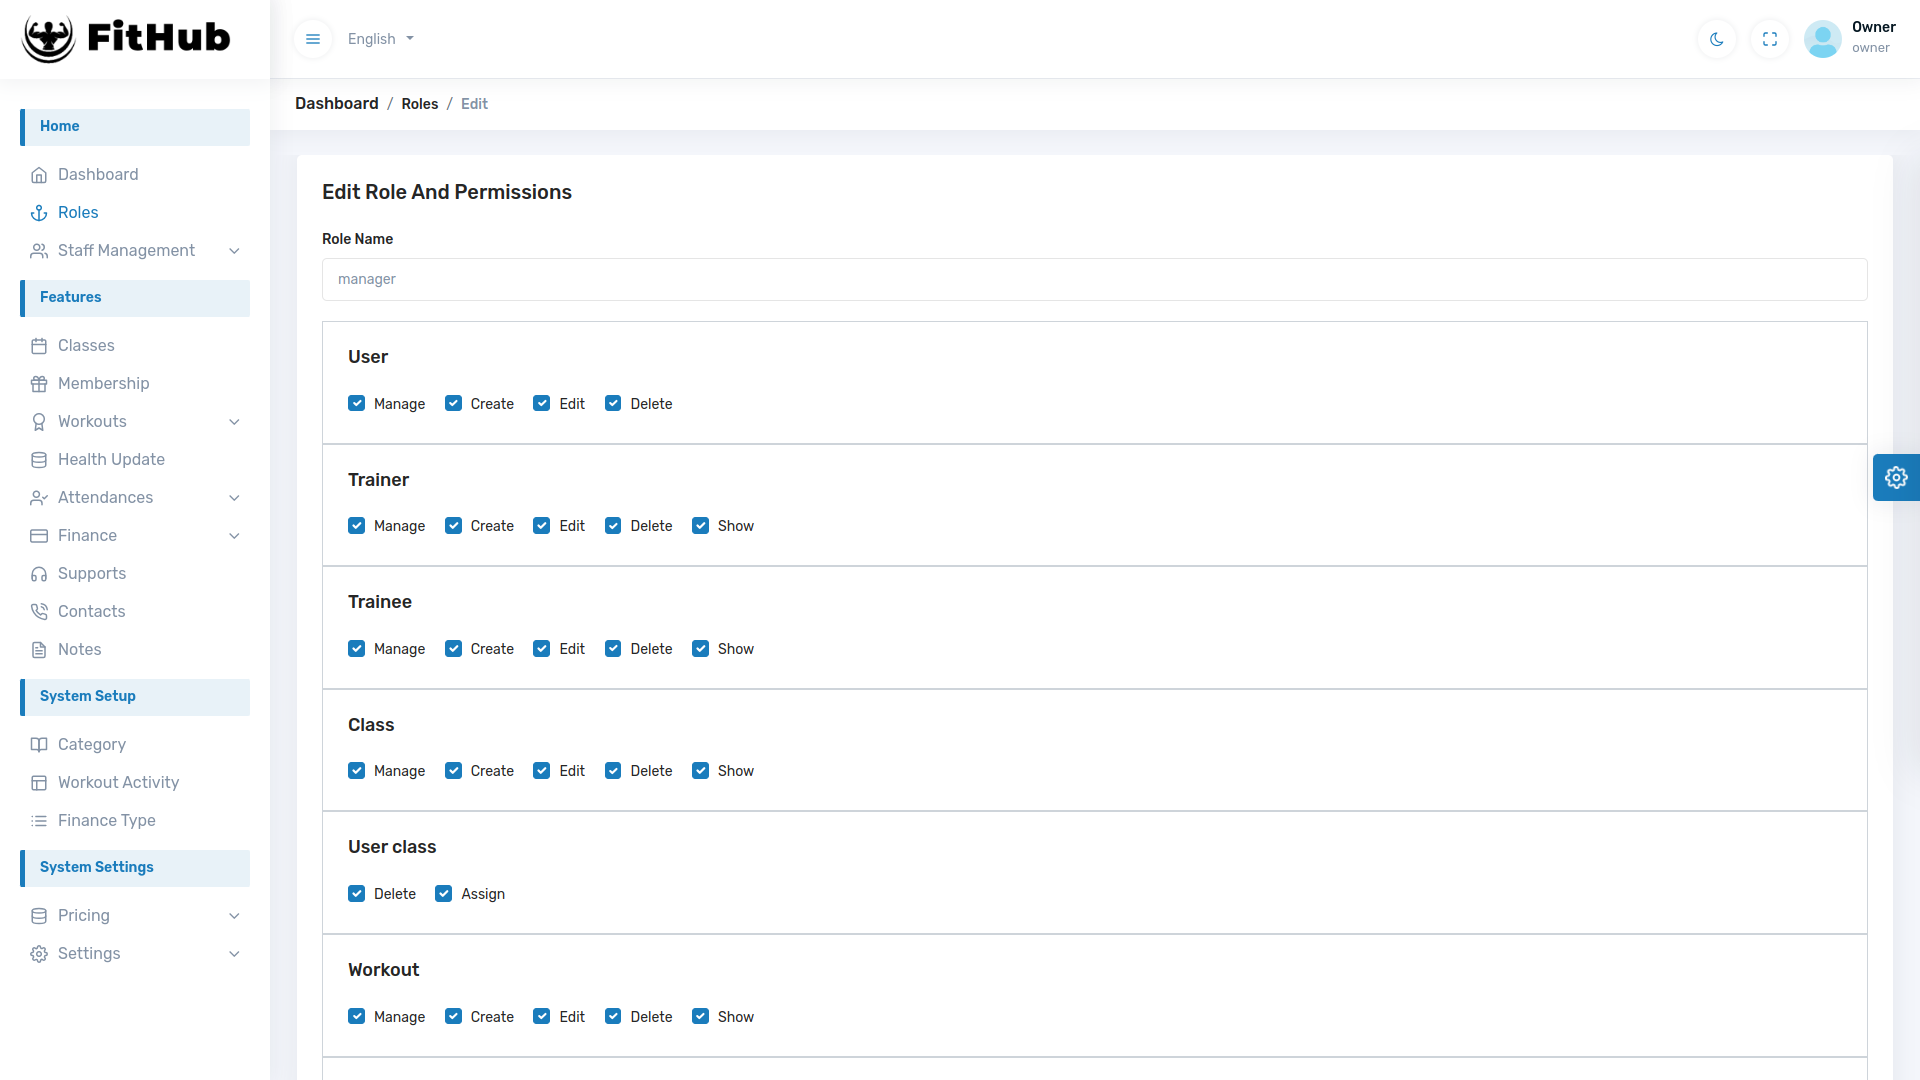 FitHub
English
Owner
owner
Dashboard / Roles / Edit
Home
Dashboard
Roles
Staff Management
Features
Classes
Membership
Workouts
Health Update
Attendances
Finance
Supports
Contacts
Notes
System Setup
Category
Workout Activity
Finance Type
System Settings
Pricing
Settings
Edit Role And Permissions
Role Name
manager
User
Manage Create Edit Delete
Trainer
Manage Create Edit Delete Show
Trainee
Manage Create Edit Delete Show
Class
Manage Create Edit Delete Show
User class
Delete Assign
Workout
Manage Create Edit Delete Show